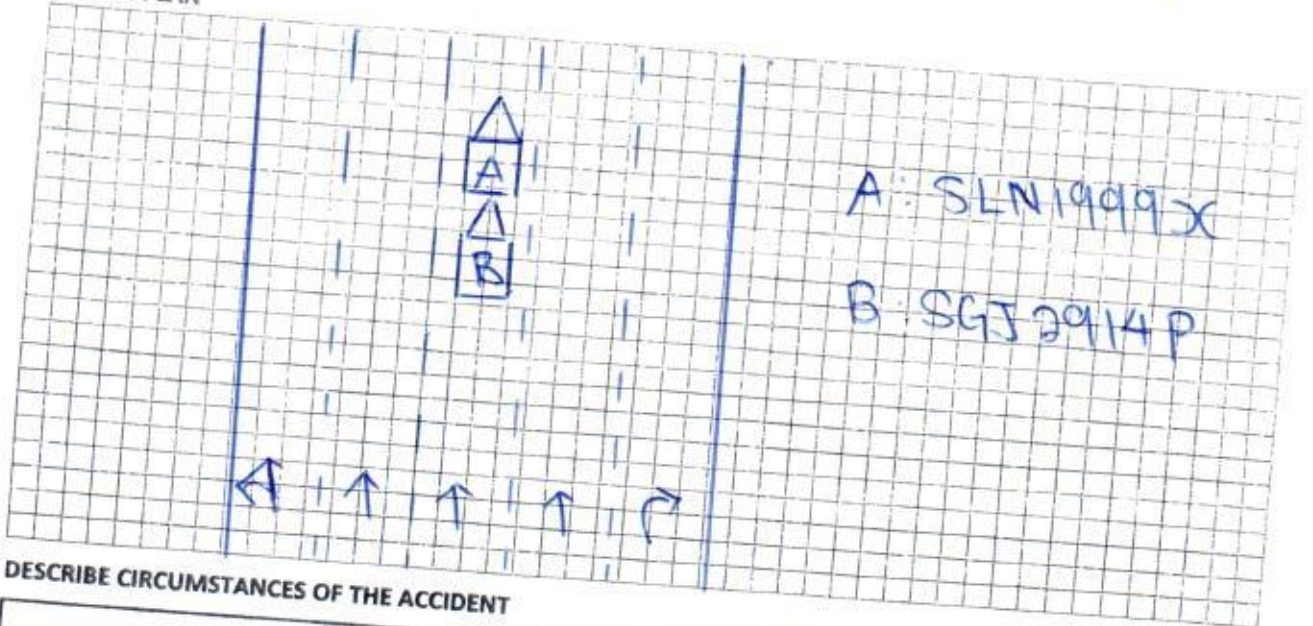 A
B
A : SLN1999X
B : SGJ2914P
DESCRIBE CIRCUMSTANCES OF THE ACCIDENT